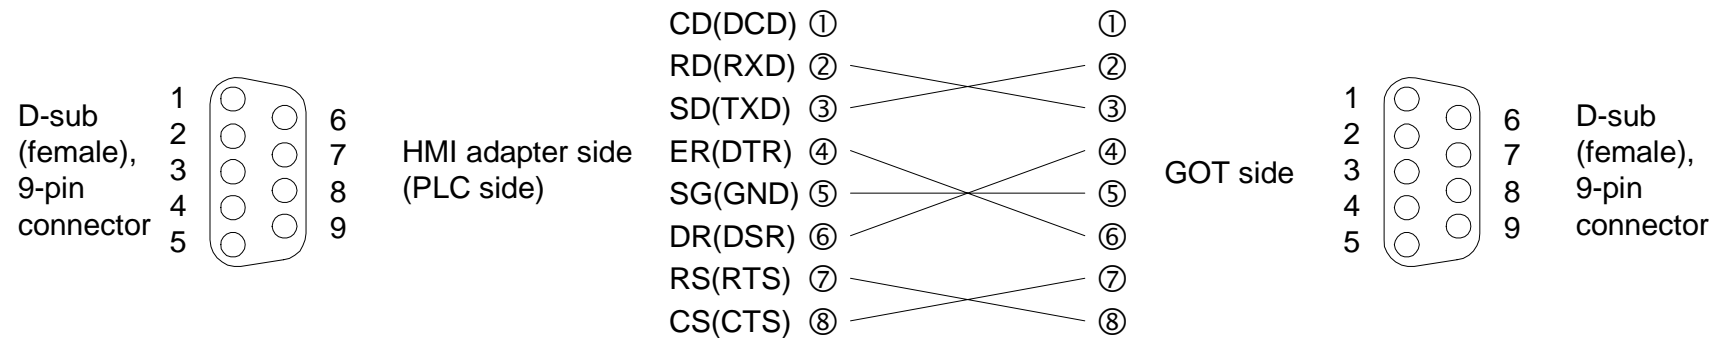 D-sub
(female),
9-pin
connector
1
2
3
4
5
6
7
8
9
HMI adapter side
(PLC side)
CD(DCD) ① ①
RD(RXD) ② ②
SD(TXD) ③ ③
ER(DTR) ④ ④
SG(GND) ⑤ ⑤
DR(DSR) ⑥ ⑥
RS(RTS) ⑦ ⑦
CS(CTS) ⑧ ⑧
GOT side
1
2
3
4
5
6
7
8
9
D-sub
(female),
9-pin
connector